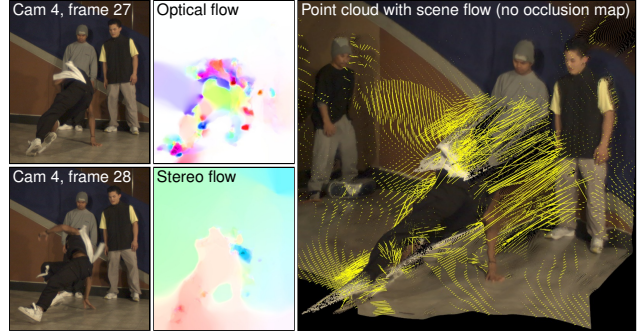 Cam 4, frame 27
Optical flow
Point cloud with scene flow (no occlusion map)
Cam 4, frame 28
Stereo flow